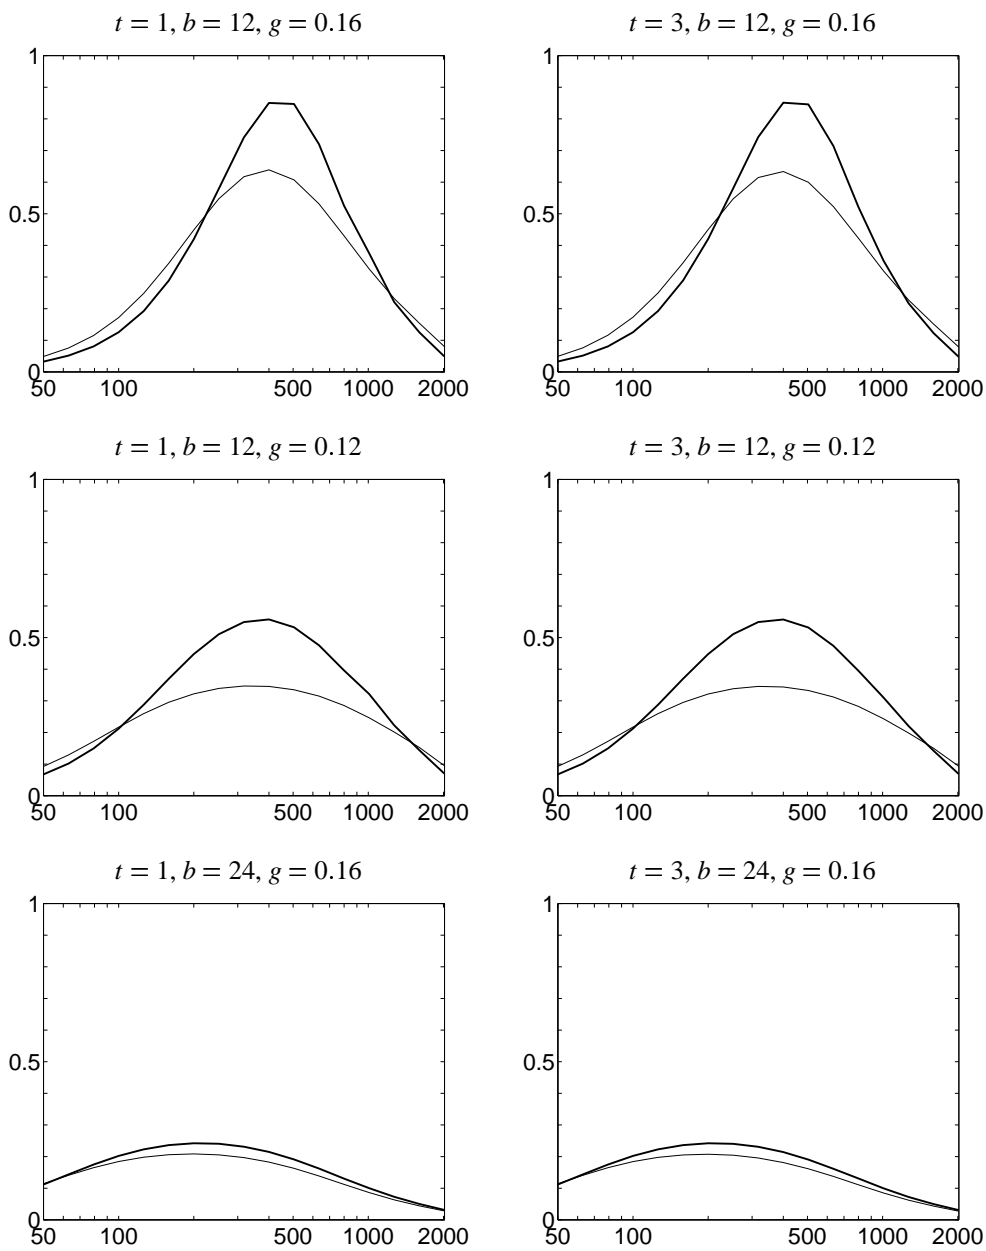 t = 1, b = 12, g = 0.16
1
0.5
0
50 100 500 1000 2000
t = 3, b = 12, g = 0.16
1
0.5
0
50 100 500 1000 2000
t = 1, b = 12, g = 0.12
1
0.5
0
50 100 500 1000 2000
t = 3, b = 12, g = 0.12
1
0.5
0
50 100 500 1000 2000
t = 1, b = 24, g = 0.16
1
0.5
0
50 100 500 1000 2000
t = 3, b = 24, g = 0.16
1
0.5
0
50 100 500 1000 2000